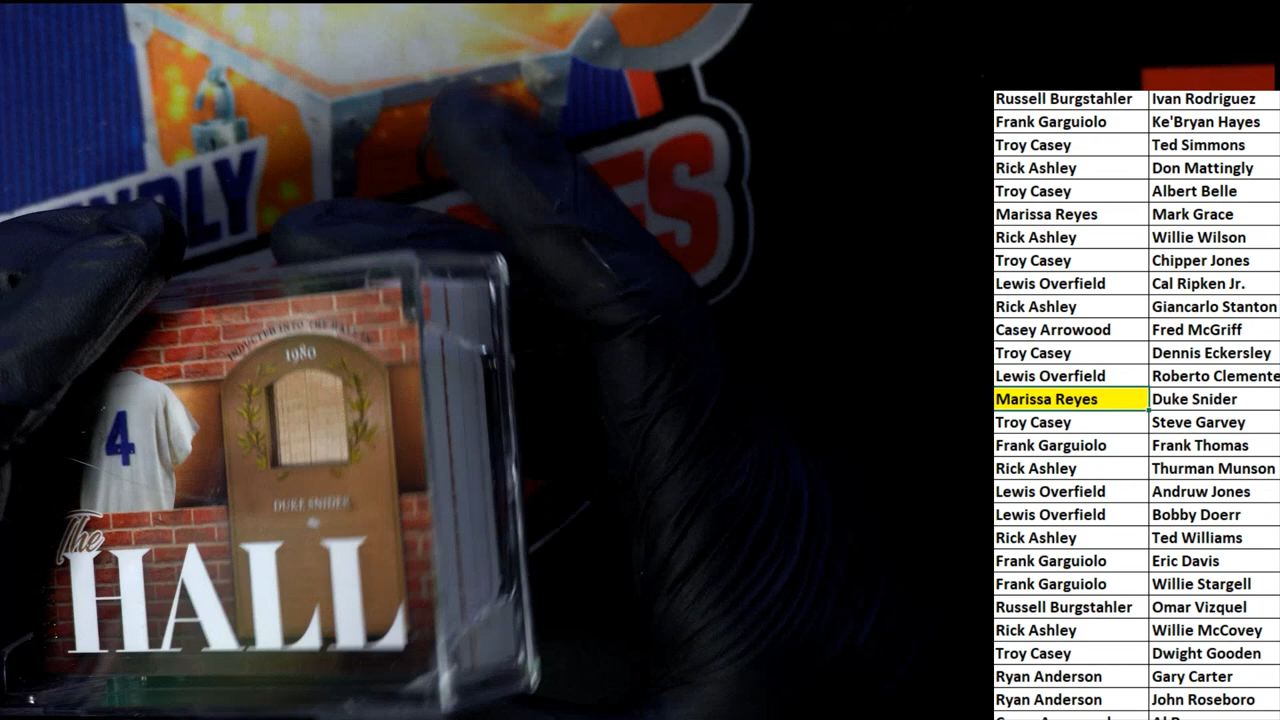 NDLY
ES
INDUCTED INTO THE HALL
1980
4
DUKE SNIDER
The
HALL
Russell Burgstahler Ivan Rodriguez
Frank Garguiolo Ke'Bryan Hayes
Troy Casey Ted Simmons
Rick Ashley Don Mattingly
Troy Casey Albert Belle
Marissa Reyes Mark Grace
Rick Ashley Willie Wilson
Troy Casey Chipper Jones
Lewis Overfield Cal Ripken Jr.
Rick Ashley Giancarlo Stanton
Casey Arrowood Fred McGriff
Troy Casey Dennis Eckersley
Lewis Overfield Roberto Clemente
Marissa Reyes Duke Snider
Troy Casey Steve Garvey
Frank Garguiolo Frank Thomas
Rick Ashley Thurman Munson
Lewis Overfield Andruw Jones
Lewis Overfield Bobby Doerr
Rick Ashley Ted Williams
Frank Garguiolo Eric Davis
Frank Garguiolo Willie Stargell
Russell Burgstahler Omar Vizquel
Rick Ashley Willie McCovey
Troy Casey Dwight Gooden
Ryan Anderson Gary Carter
Ryan Anderson John Roseboro